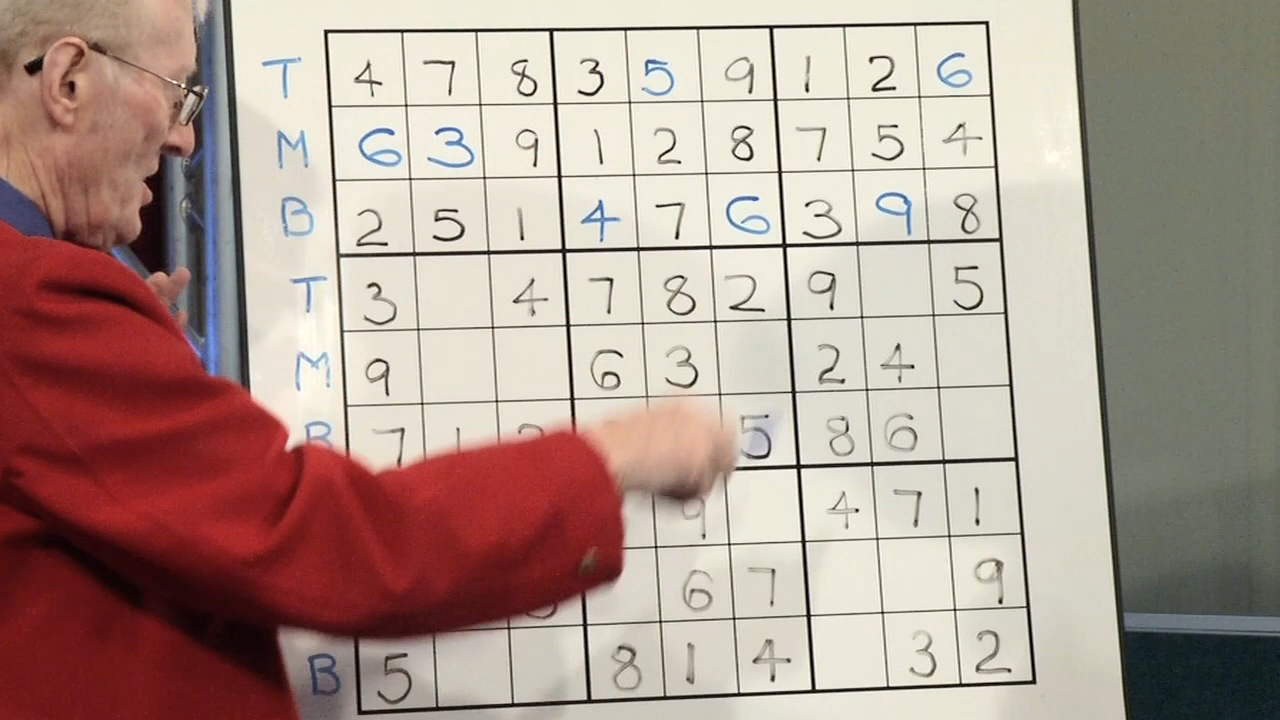 T 4 7 8 3 5 9 1 2 6
M 6 3 9 1 2 8 7 5 4
B 2 5 1 4 7 6 3 9 8
T 3 4 7 8 2 9 5
M 9 6 3 2 4
B 7 1 5 8 6
9 4 7 1
6 7 9
B 5 8 1 4 3 2